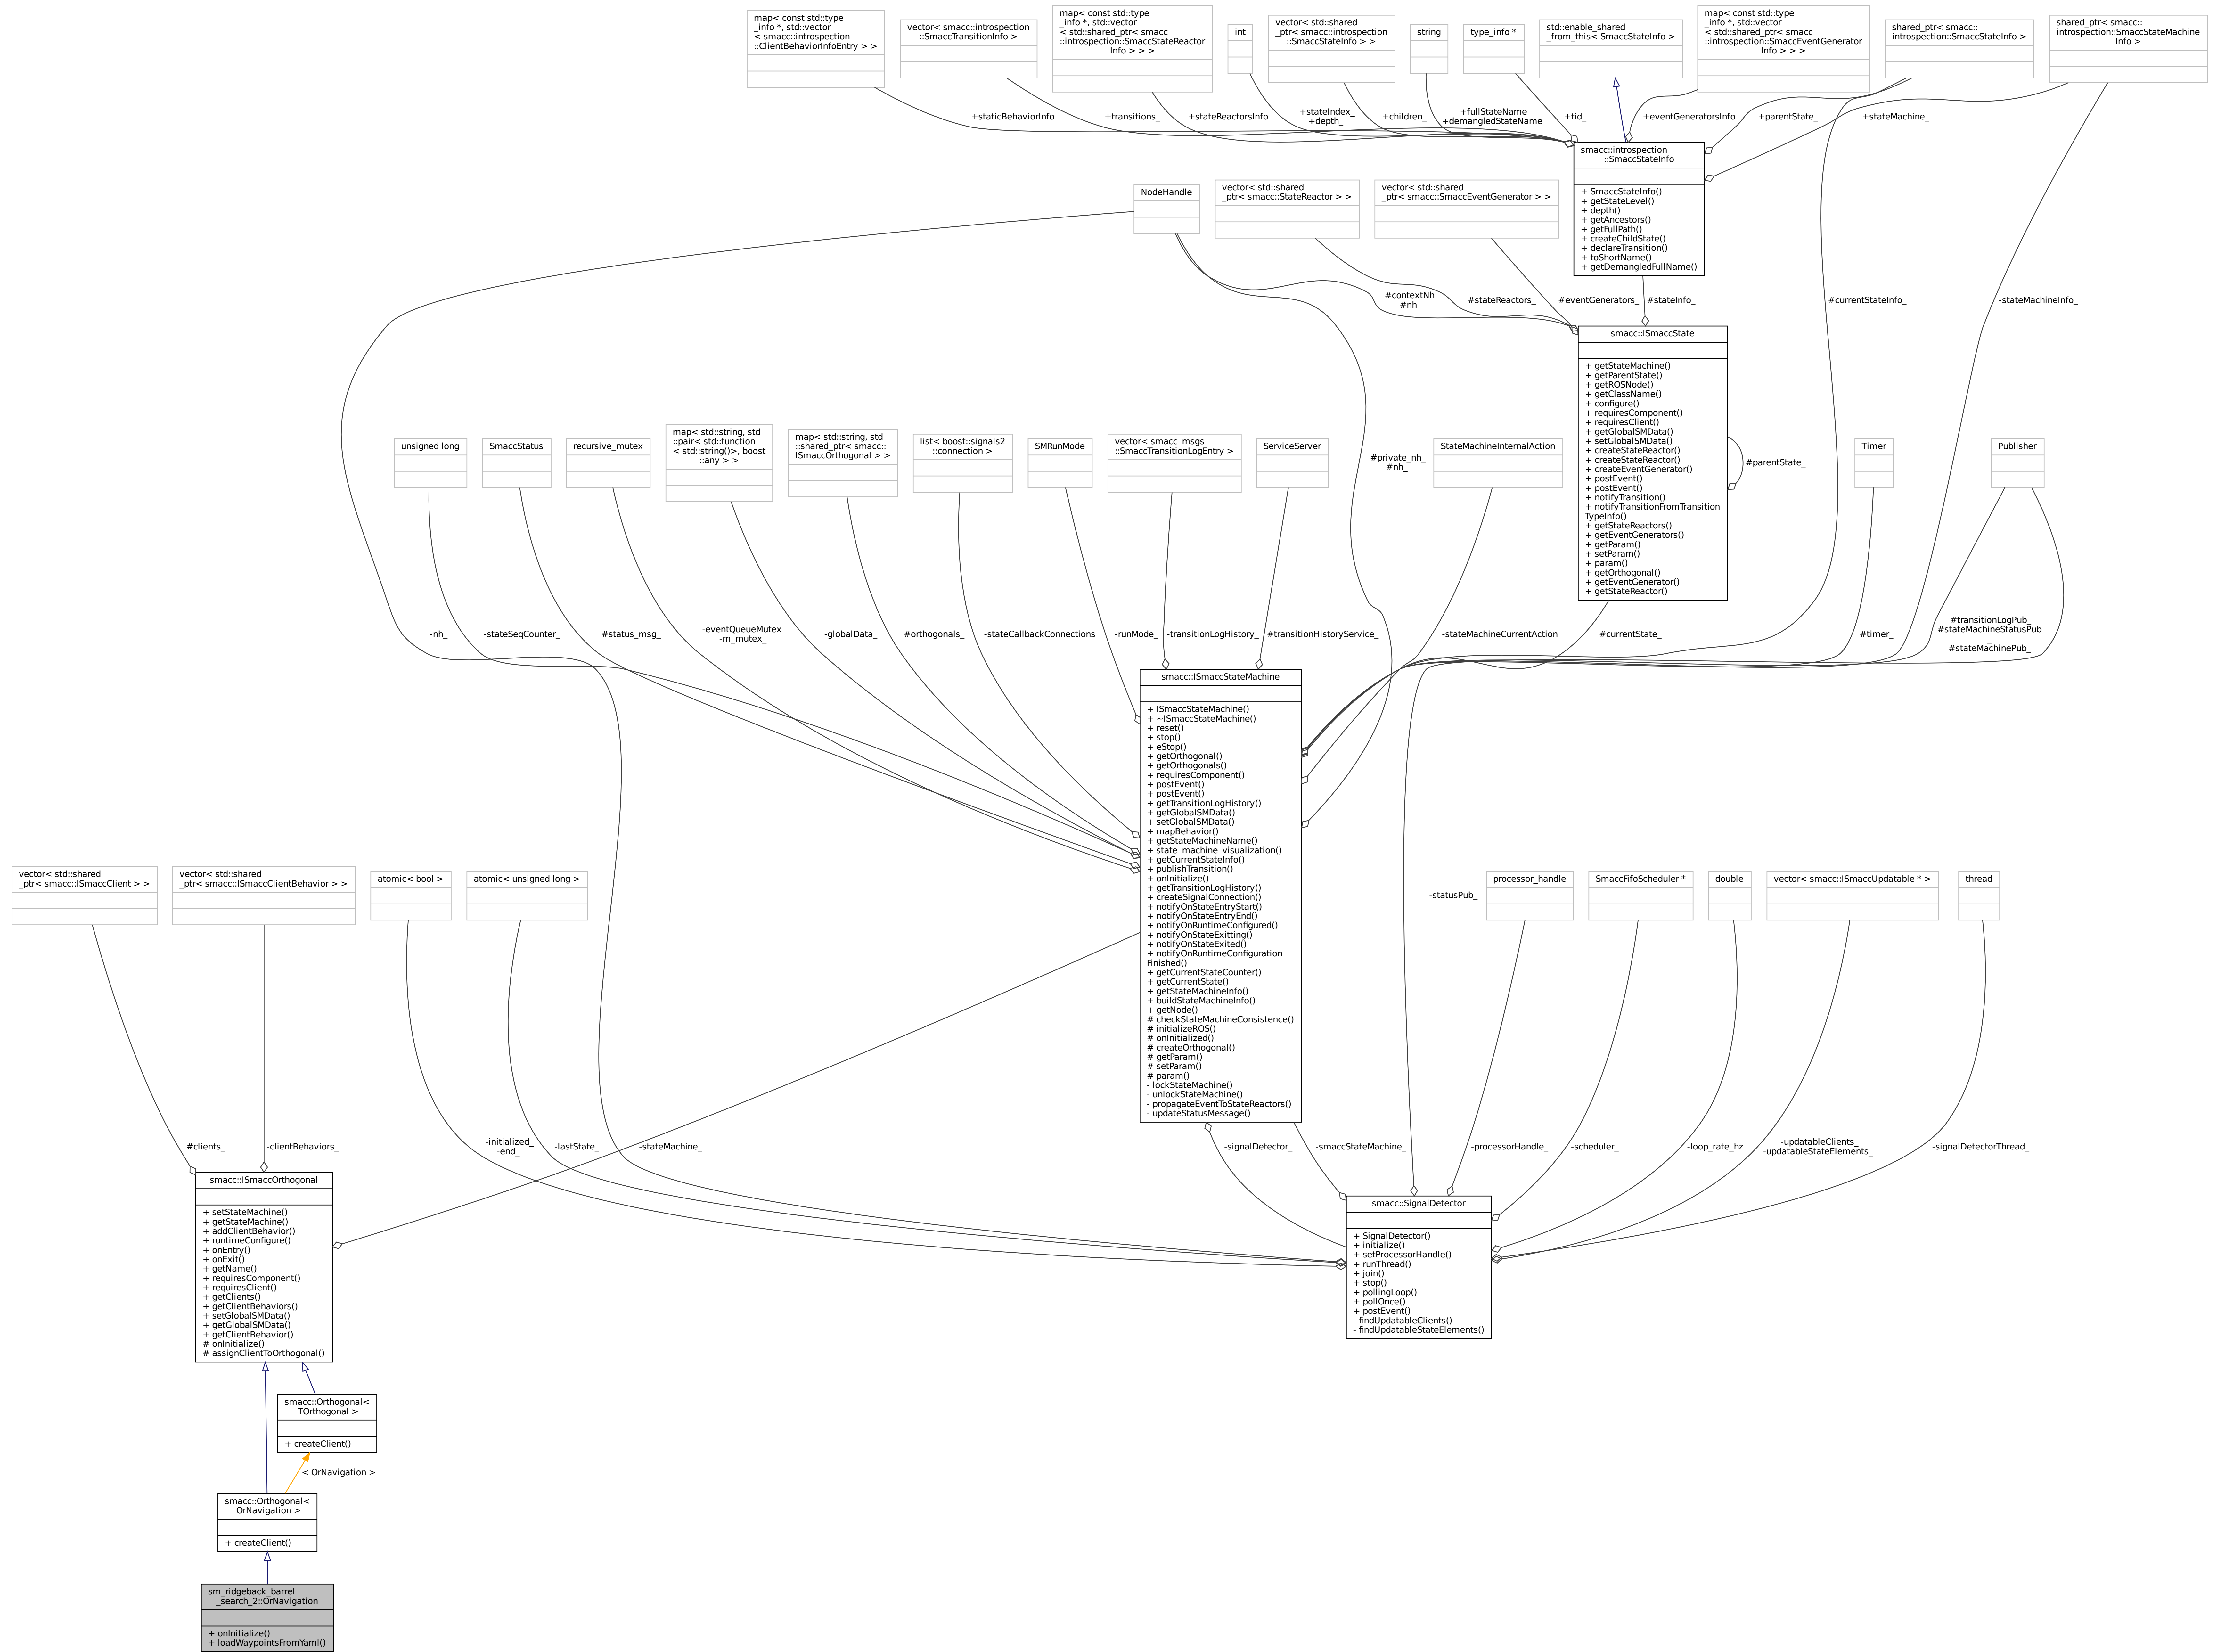 map< const std::type
_info *, std::vector
< smacc::introspection
::ClientBehaviorInfoEntry > >
vector< smacc::introspection
::SmaccTransitionInfo >
map< const std::type
_info *, std::vector
< std::shared_ptr< smacc
::introspection::SmaccStateReactor
Info > > >
int
vector< std::shared
_ptr< smacc::introspection
::SmaccStateInfo > >
string
type_info *
std::enable_shared
_from_this< SmaccStateInfo >
map< const std::type
_info *, std::vector
< std::shared_ptr< smacc
::introspection::SmaccEventGenerator
Info > > >
shared_ptr< smacc::
introspection::SmaccStateInfo >
shared_ptr< smacc::
introspection::SmaccStateMachine
Info >
+staticBehaviorInfo
+transitions_
+stateReactorsInfo
+stateIndex_
+depth_
+children_
+fullStateName
+demangledStateName
+tid_
+eventGeneratorsInfo
+parentState_
+stateMachine_
smacc::introspection
::SmaccStateInfo
+ SmaccStateInfo()
+ getStateLevel()
+ depth()
+ getAncestors()
+ getFullPath()
+ createChildState()
+ declareTransition()
+ toShortName()
+ getDemangledFullName()
NodeHandle
vector< std::shared
_ptr< smacc::StateReactor > >
vector< std::shared
_ptr< smacc::SmaccEventGenerator > >
#contextNh
#nh
#stateReactors_
#eventGenerators_
#stateInfo_
#currentStateInfo_
-stateMachineInfo_
smacc::ISmaccState
+ getStateMachine()
+ getParentState()
+ getROSNode()
+ getClassName()
+ configure()
+ requiresComponent()
+ requiresClient()
+ getGlobalSMData()
+ setGlobalSMData()
+ createStateReactor()
+ createStateReactor()
+ createEventGenerator()
+ postEvent()
+ postEvent()
+ notifyTransition()
+ notifyTransitionFromTransition
TypeInfo()
+ getStateReactors()
+ getEventGenerators()
+ getParam()
+ setParam()
+ param()
+ getOrthogonal()
+ getEventGenerator()
+ getStateReactor()
#parentState_
unsigned long
SmaccStatus
recursive_mutex
map< std::string, std
::pair< std::function
< std::string()>, boost
::any > >
map< std::string, std
::shared_ptr< smacc::
ISmaccOrthogonal > >
list< boost::signals2
::connection >
SMRunMode
vector< smacc_msgs
::SmaccTransitionLogEntry >
ServiceServer
#private_nh_
#nh_
StateMachineInternalAction
Timer
Publisher
-nh_
-stateSeqCounter_
#status_msg_
-eventQueueMutex_
-m_mutex_
-globalData_
#orthogonals_
-stateCallbackConnections
-runMode_
-transitionLogHistory_
#transitionHistoryService_
-stateMachineCurrentAction
#currentState_
#timer_
#transitionLogPub_
#stateMachineStatusPub
_
#stateMachinePub_
smacc::ISmaccStateMachine
+ ISmaccStateMachine()
+ ~ISmaccStateMachine()
+ reset()
+ stop()
+ eStop()
+ getOrthogonal()
+ getOrthogonals()
+ requiresComponent()
+ postEvent()
+ postEvent()
+ getTransitionLogHistory()
+ getGlobalSMData()
+ setGlobalSMData()
+ mapBehavior()
+ getStateMachineName()
+ state_machine_visualization()
+ getCurrentStateInfo()
+ publishTransition()
+ onInitialize()
+ getTransitionLogHistory()
+ createSignalConnection()
+ notifyOnStateEntryStart()
+ notifyOnStateEntryEnd()
+ notifyOnRuntimeConfigured()
+ notifyOnStateExitting()
+ notifyOnStateExited()
+ notifyOnRuntimeConfiguration
Finished()
+ getCurrentStateCounter()
+ getCurrentState()
+ getStateMachineInfo()
+ buildStateMachineInfo()
+ getNode()
# checkStateMachineConsistence()
# initializeROS()
# onInitialized()
# createOrthogonal()
# getParam()
# setParam()
# param()
- lockStateMachine()
- unlockStateMachine()
- propagateEventToStateReactors()
- updateStatusMessage()
vector< std::shared
_ptr< smacc::ISmaccClient > >
vector< std::shared
_ptr< smacc::ISmaccClientBehavior > >
atomic< bool >
atomic< unsigned long >
-statusPub_
processor_handle
SmaccFifoScheduler *
double
vector< smacc::ISmaccUpdatable * >
thread
#clients_
-clientBehaviors_
-initialized_
-end_
-lastState_
-stateMachine_
-signalDetector_
-smaccStateMachine_
-processorHandle_
-scheduler_
-loop_rate_hz
-updatableClients_
-updatableStateElements_
-signalDetectorThread_
smacc::ISmaccOrthogonal
+ setStateMachine()
+ getStateMachine()
+ addClientBehavior()
+ runtimeConfigure()
+ onEntry()
+ onExit()
+ getName()
+ requiresComponent()
+ requiresClient()
+ getClients()
+ getClientBehaviors()
+ setGlobalSMData()
+ getGlobalSMData()
+ getClientBehavior()
# onInitialize()
# assignClientToOrthogonal()
smacc::SignalDetector
+ SignalDetector()
+ initialize()
+ setProcessorHandle()
+ runThread()
+ join()
+ stop()
+ pollingLoop()
+ pollOnce()
+ postEvent()
- findUpdatableClients()
- findUpdatableStateElements()
smacc::Orthogonal<
TOrthogonal >
+ createClient()
< OrNavigation >
smacc::Orthogonal<
OrNavigation >
+ createClient()
sm_ridgeback_barrel
_search_2::OrNavigation
+ onInitialize()
+ loadWaypointsFromYaml()